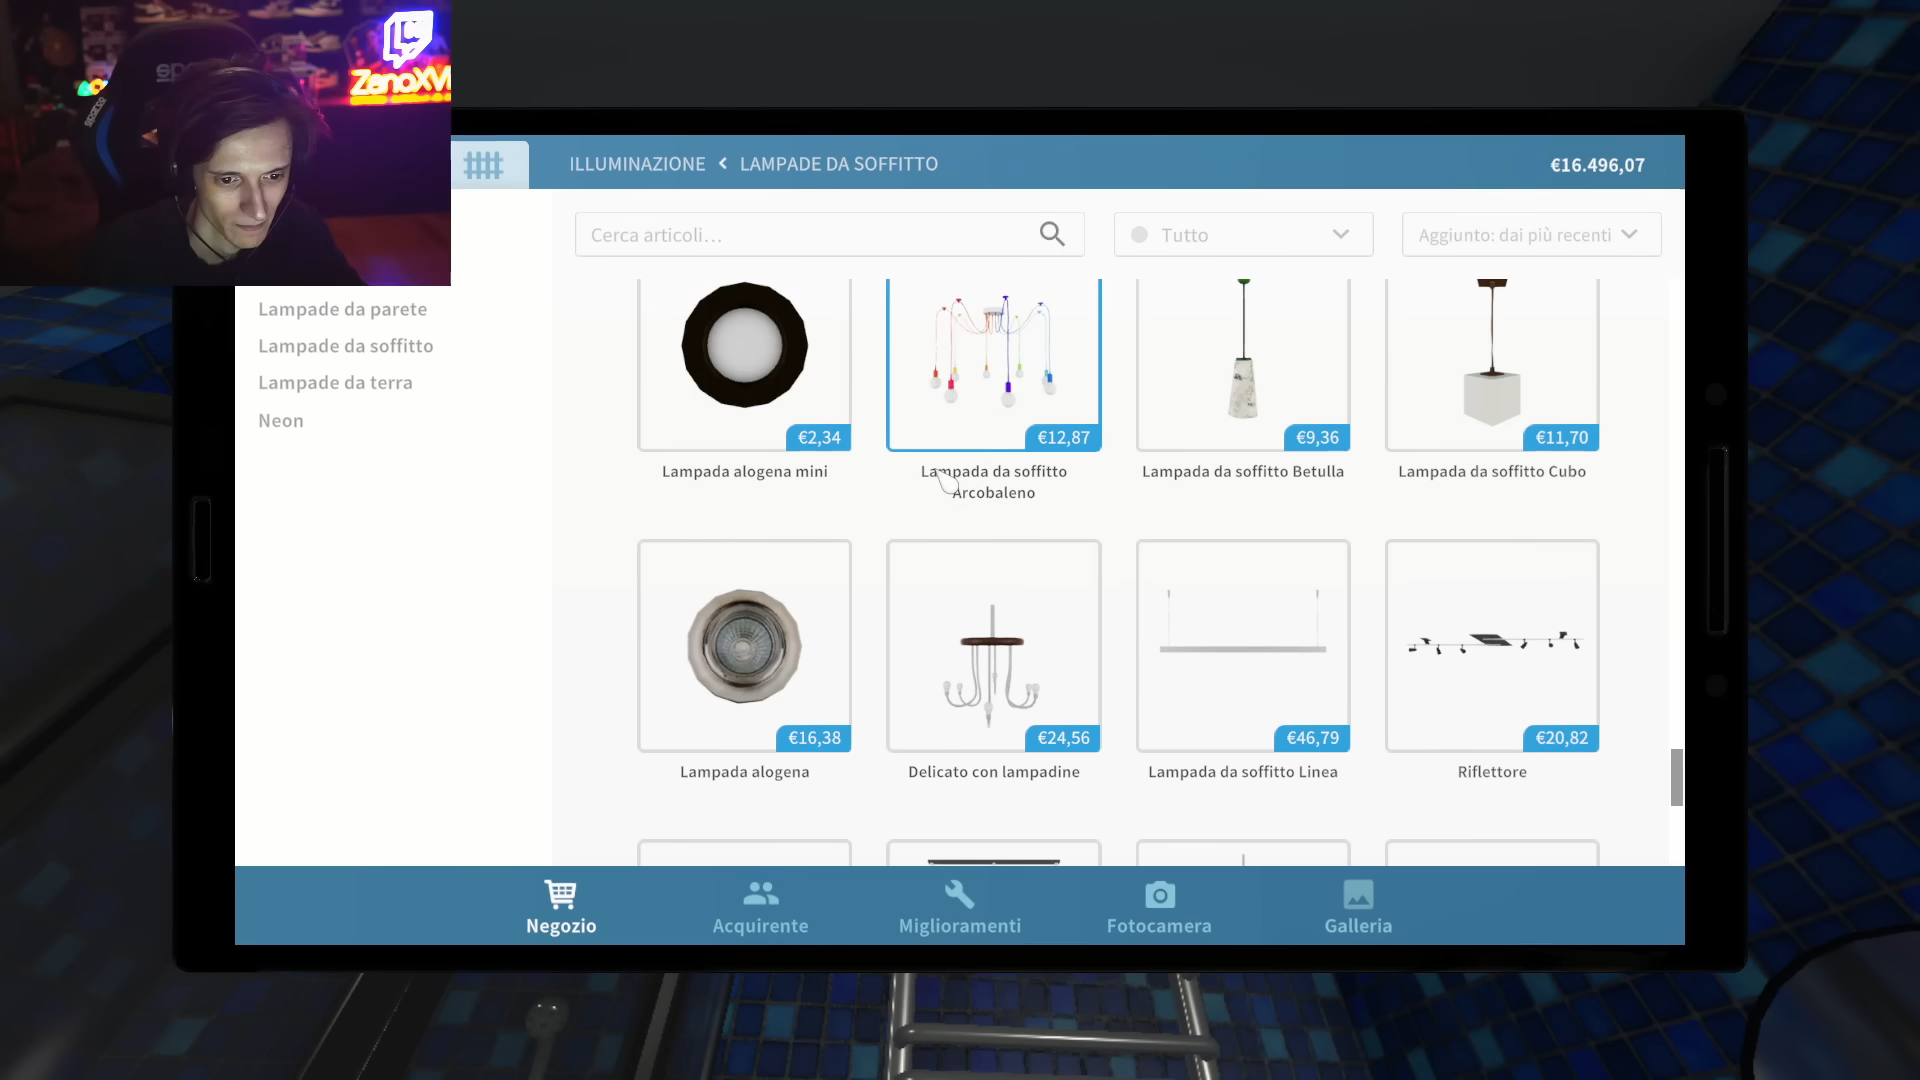 ILLUMINAZIONE < LAMPADE DA SOFFITTO
€16.496,07
Cerca articoli...
Tutto
Aggiunto: dai più recenti
Lampade da parete
Lampade da soffitto
Lampade da terra
Neon
€2,34
€12,87
€9,36
€11,70
Lampada alogena mini
Lampada da soffitto
Arcobaleno
Lampada da soffitto Betulla
Lampada da soffitto Cubo
€16,38
€24,56
€46,79
€20,82
Lampada alogena
Delicato con lampadine
Lampada da soffitto Linea
Riflettore
Negozio
Acquirente
Miglioramenti
Fotocamera
Galleria
sparco